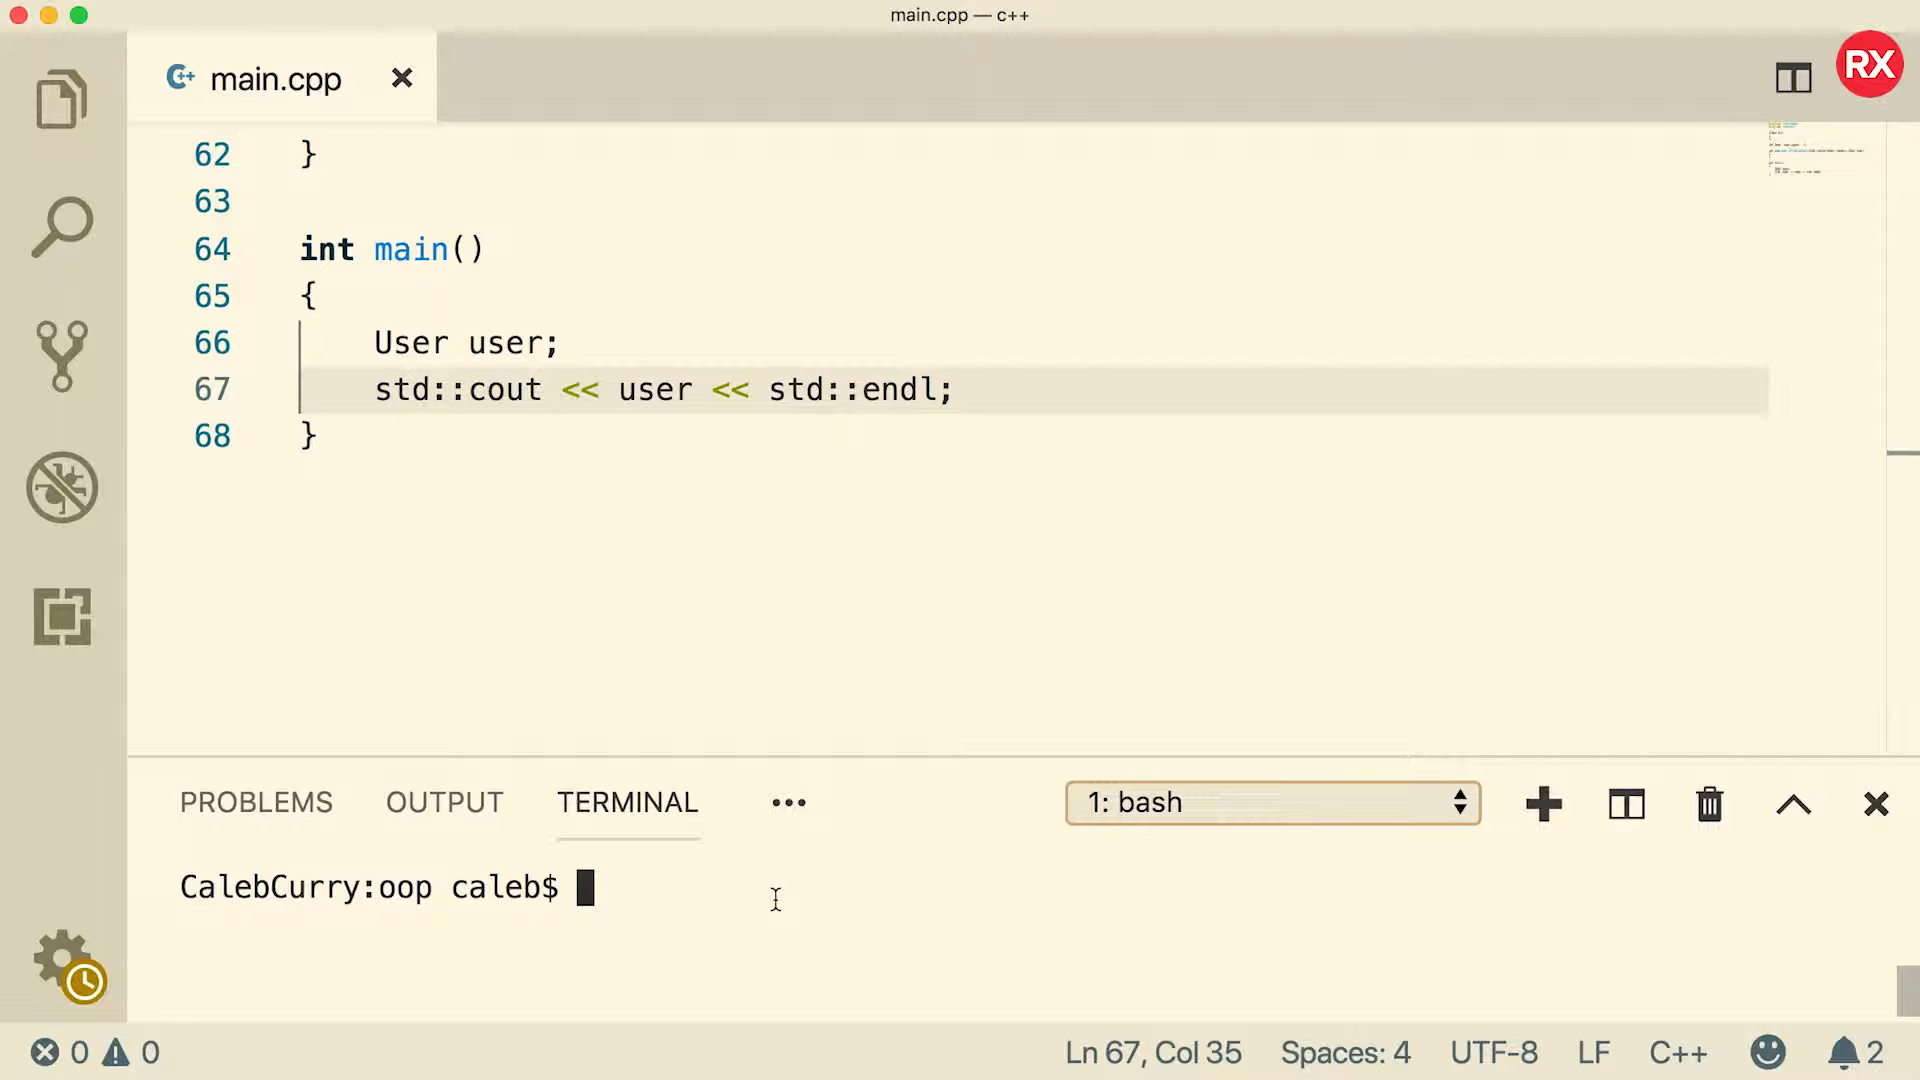 main.cpp — c++
main.cpp
RX
62 }
63
64 int main()
65 {
66 User user;
67 std::cout << user << std::endl;
68 }
PROBLEMS OUTPUT TERMINAL ••• 1: bash
CalebCurry:oop caleb$
0 0 Ln 67, Col 35 Spaces: 4 UTF-8 LF C++ 2